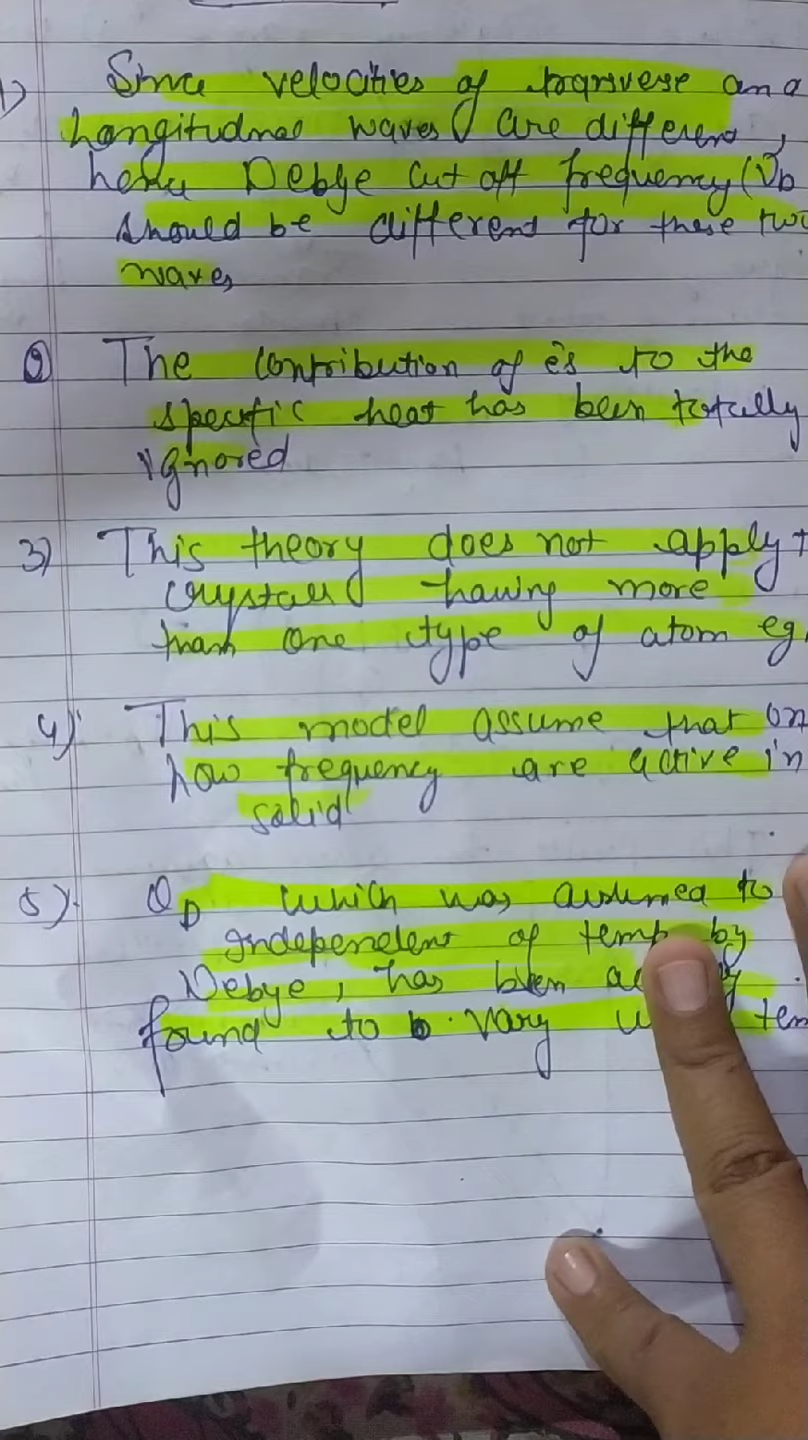 1)
Since velocities of transverse and
Longitudnal waves are different,
hence Debye cut off frequency (νD
should be different for these two
waves
2) The contribution of e's to the
specific heat has been totally
ignored
3) This theory does not apply t
crystals having more
than one type of atom eg.
4) This model assume that on
low frequency are active in
solid
5) θD which was assumed to
independent of temp by
Debye, has been
found to b vary tem